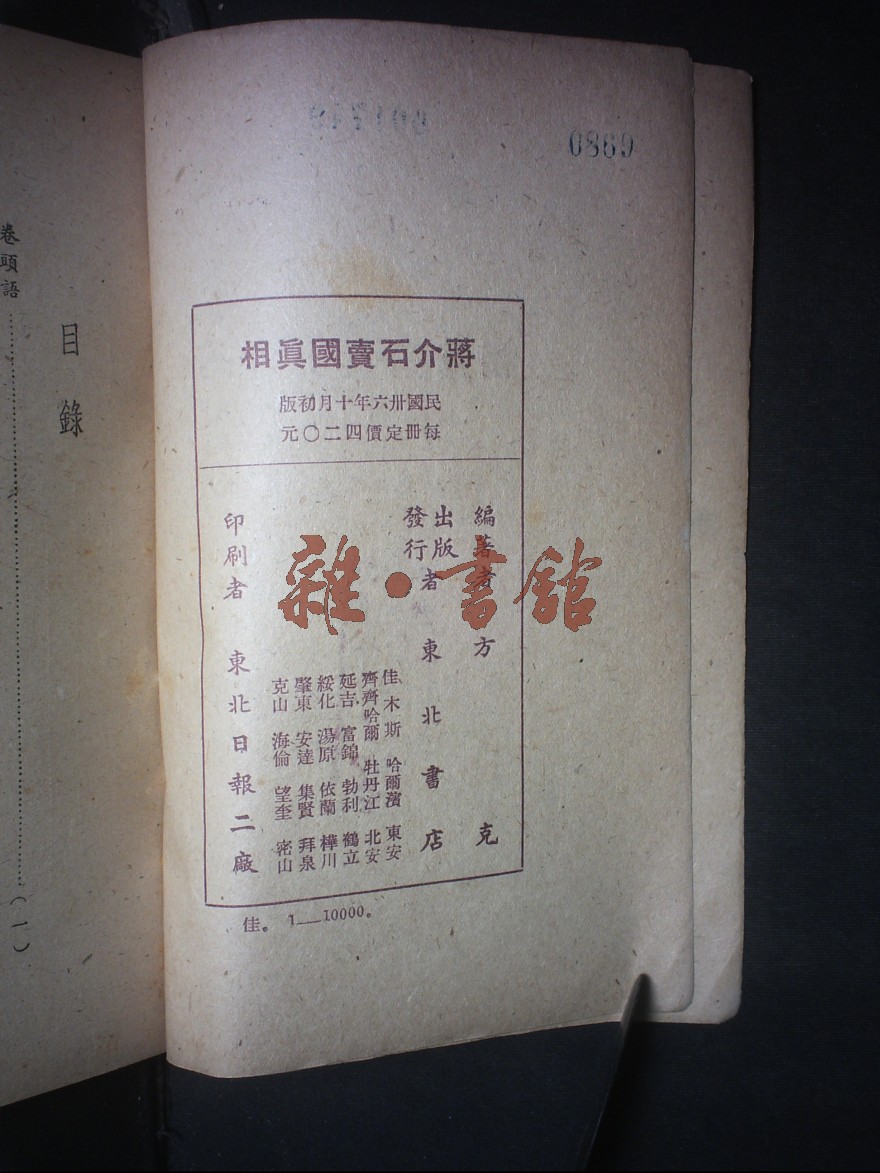 0869
蔣介石賣國眞相
民國卅六年十月初版
每冊定價四二〇元
編著者 方克
出版
發行者 東北書店
佳木斯 哈爾濱 東安
齊齊哈爾 牡丹江 北安
延吉 富錦 勃利 鶴立
綏化 湯原 依蘭 樺川
肇東 安達 集賢 拜泉
克山 海倫 望奎 密山
印刷者 東北日報二廠
佳。 1—10000。
目錄
卷頭語……(一)
雜·書館